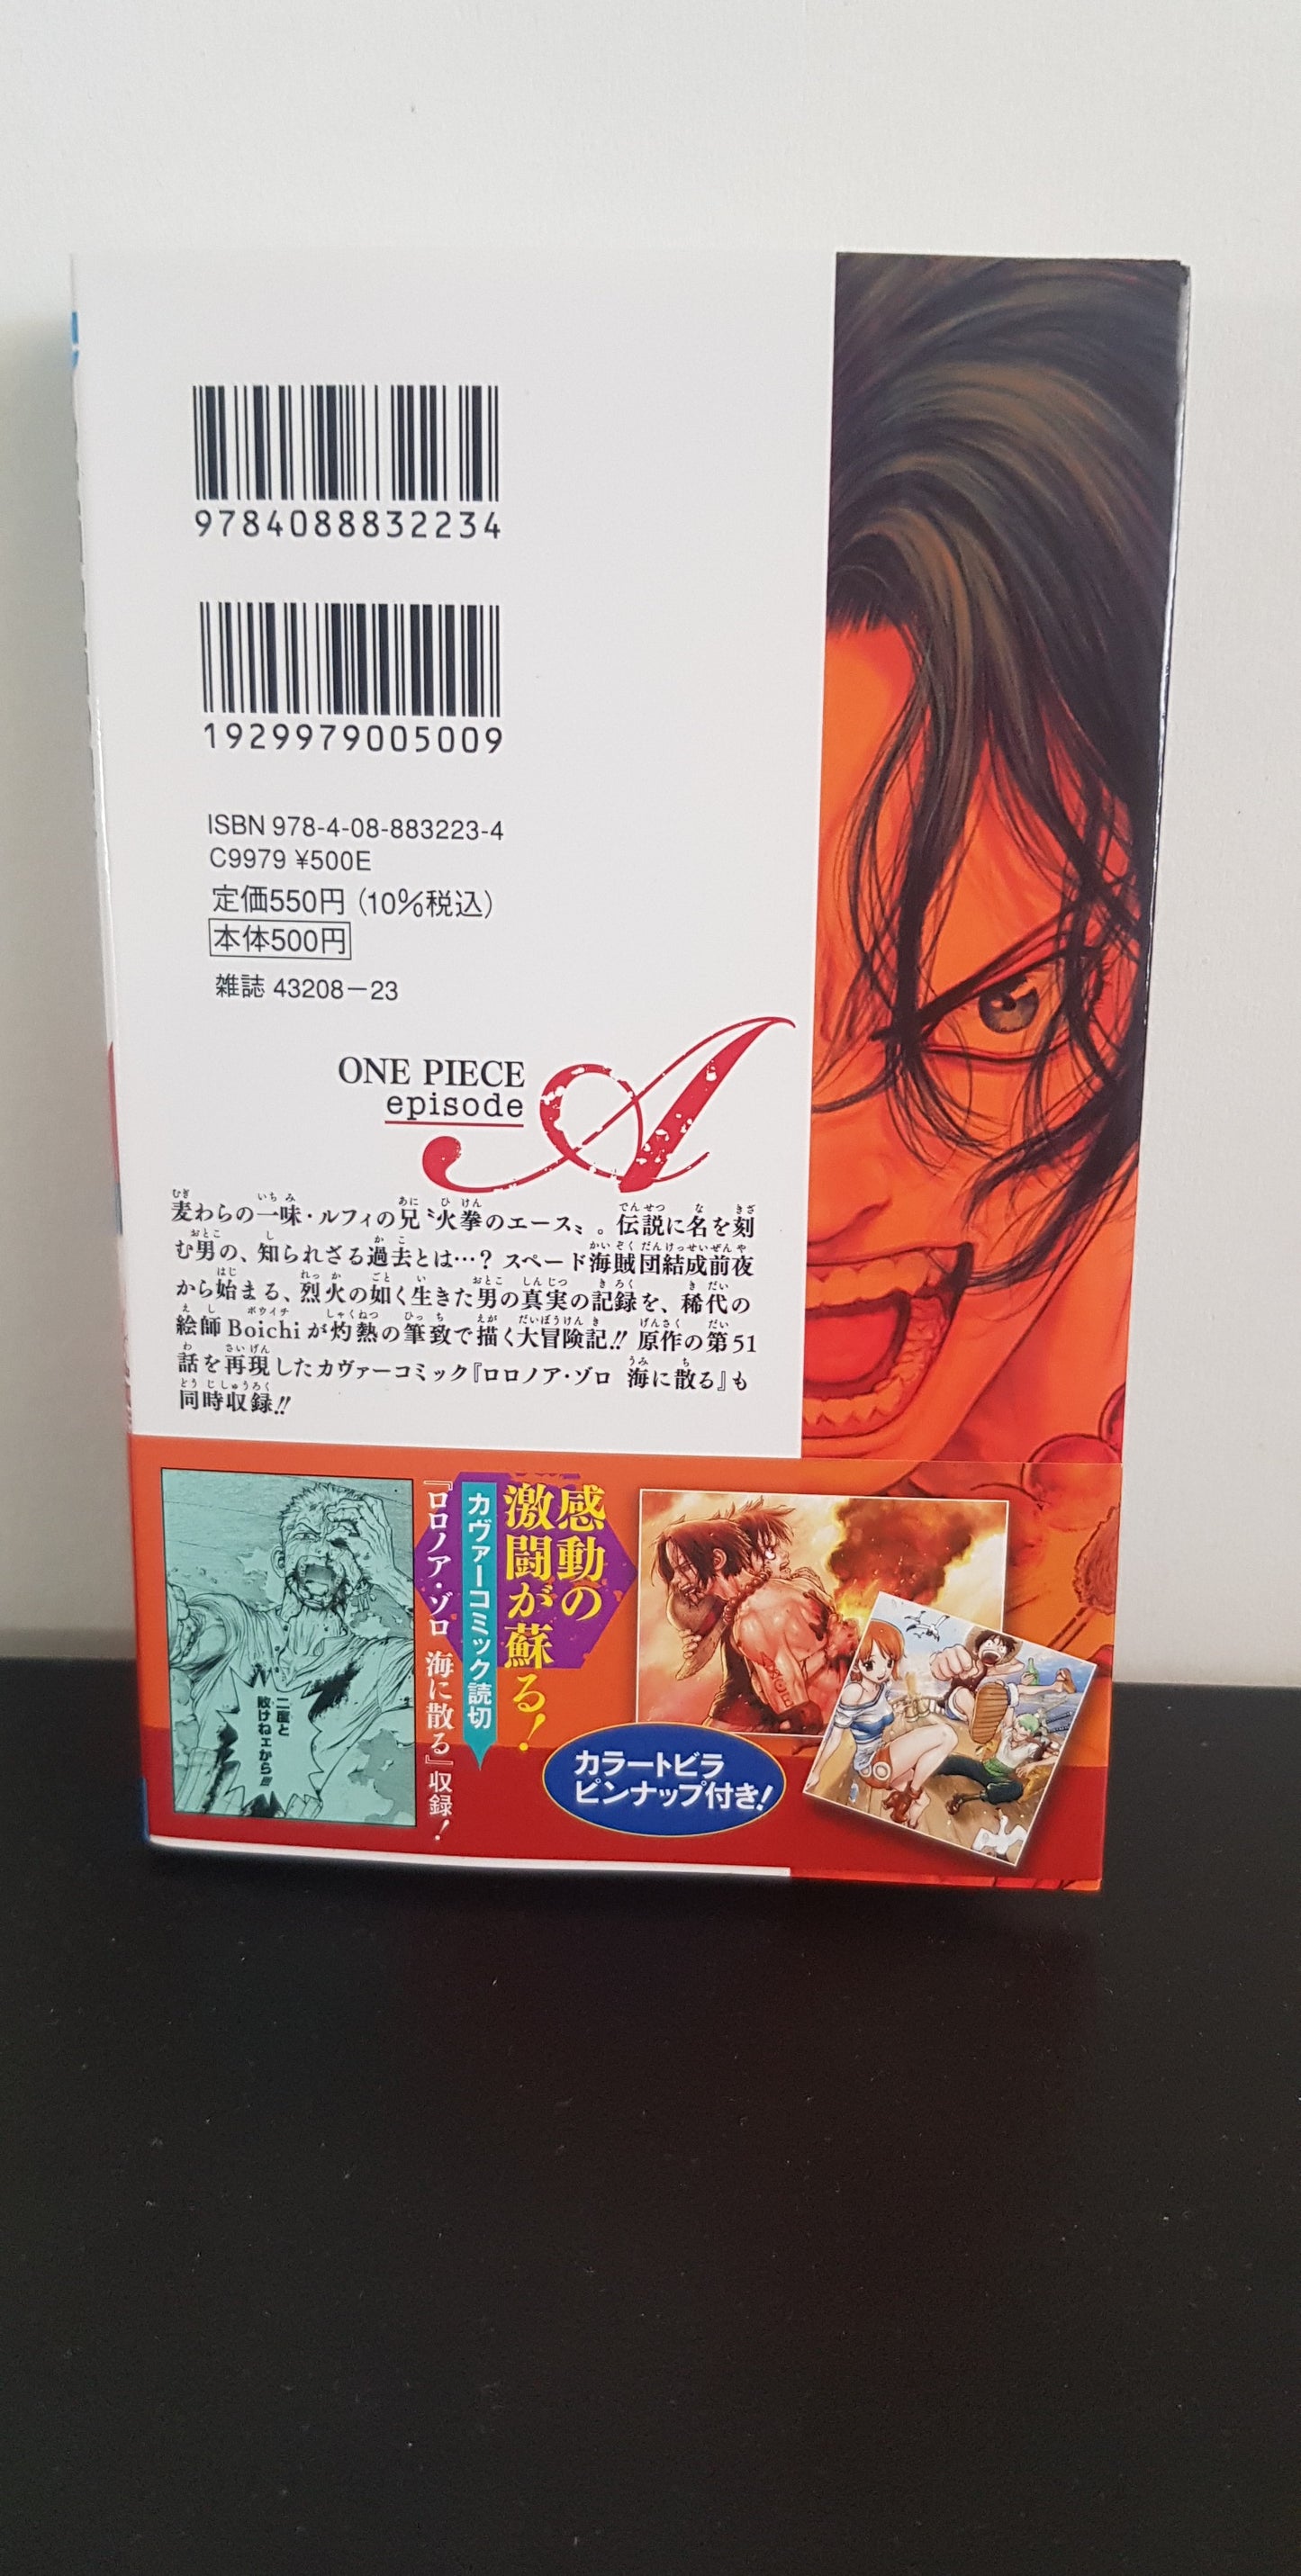 9784088832234
1929979005009
ISBN 978-4-08-883223-4
C9979 ¥500E
定価550円(10%税込)
本体500円
雑誌 43208-23
ONE PIECE
episode
A
麦わらの一味・ルフィの兄〝火拳のエース〟。伝説に名を刻
む男の、知られざる過去とは…? スペード海賊団結成前夜
から始まる、烈火の如く生きた男の真実の記録を、稀代の
絵師Boichiが灼熱の筆致で描く大冒険記!! 原作の第51
話を再現したカヴァーコミック『ロロノア・ゾロ 海に散る』も
同時収録!!
感動の
激闘が蘇る!
カヴァーコミック読切
『ロロノア・ゾロ 海に散る』収録!
二度と
敗けねェから!!
カラートビラ
ピンナップ付き!